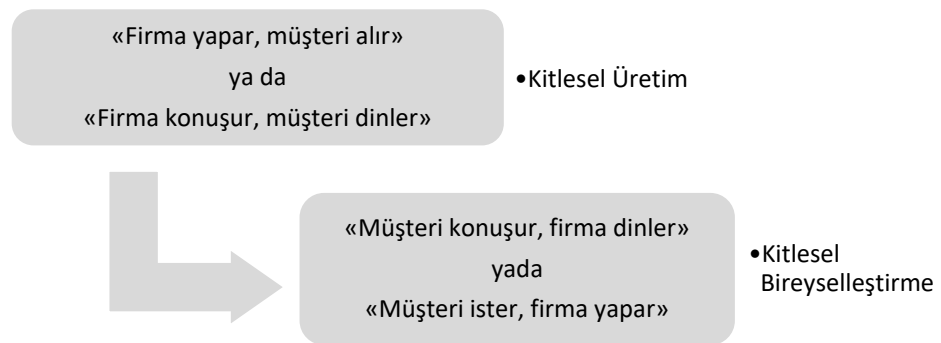 «Firma yapar, müşteri alır»
ya da
«Firma konuşur, müşteri dinler»
•Kitlesel Üretim
«Müşteri konuşur, firma dinler»
yada
«Müşteri ister, firma yapar»
•Kitlesel
Bireyselleştirme